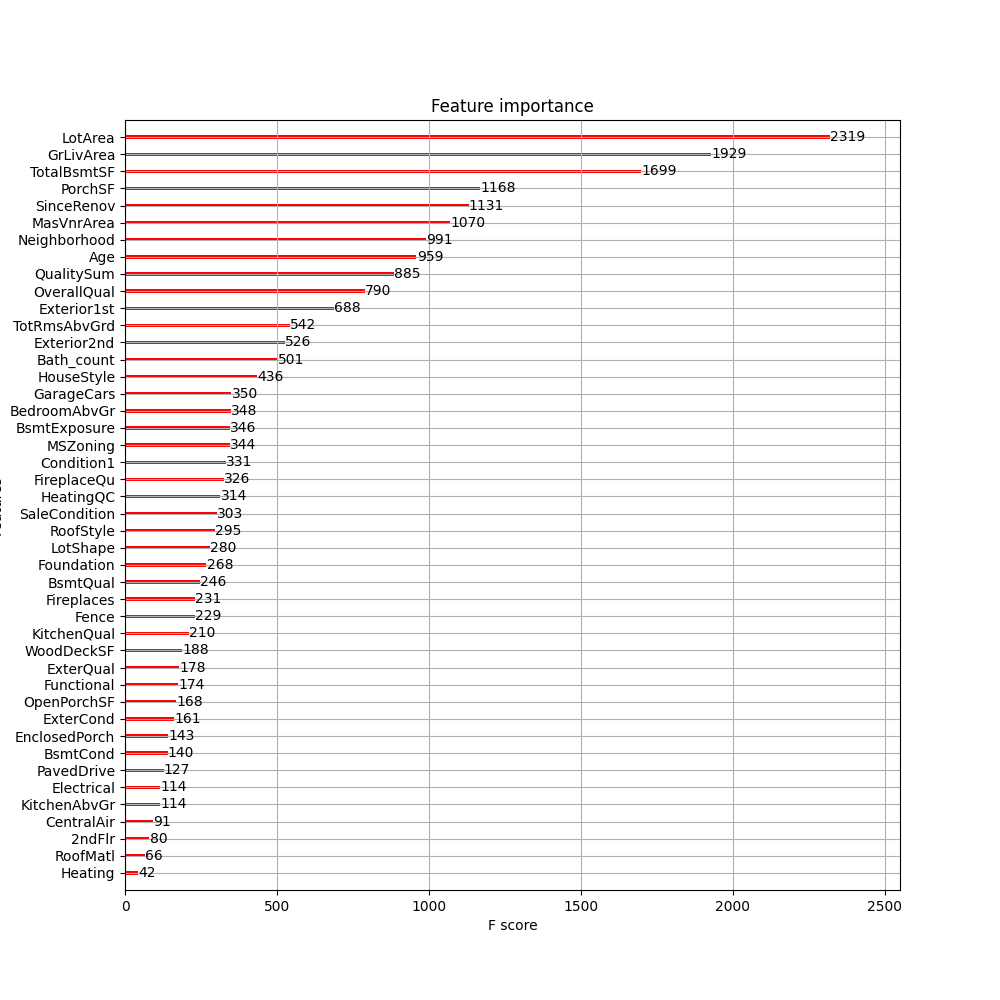 Feature importance
LotArea 2319
GrLivArea 1929
TotalBsmtSF 1699
PorchSF 1168
SinceRenov 1131
MasVnrArea 1070
Neighborhood 991
Age 959
QualitySum 885
OverallQual 790
Exterior1st 688
TotRmsAbvGrd 542
Exterior2nd 526
Bath_count 501
HouseStyle 436
GarageCars 350
BedroomAbvGr 348
BsmtExposure 346
MSZoning 344
Condition1 331
FireplaceQu 326
HeatingQC 314
SaleCondition 303
RoofStyle 295
LotShape 280
Foundation 268
BsmtQual 246
Fireplaces 231
Fence 229
KitchenQual 210
WoodDeckSF 188
ExterQual 178
Functional 174
OpenPorchSF 168
ExterCond 161
EnclosedPorch 143
BsmtCond 140
PavedDrive 127
Electrical 114
KitchenAbvGr 114
CentralAir 91
2ndFlr 80
RoofMatl 66
Heating 42
0 500 1000 1500 2000 2500
F score